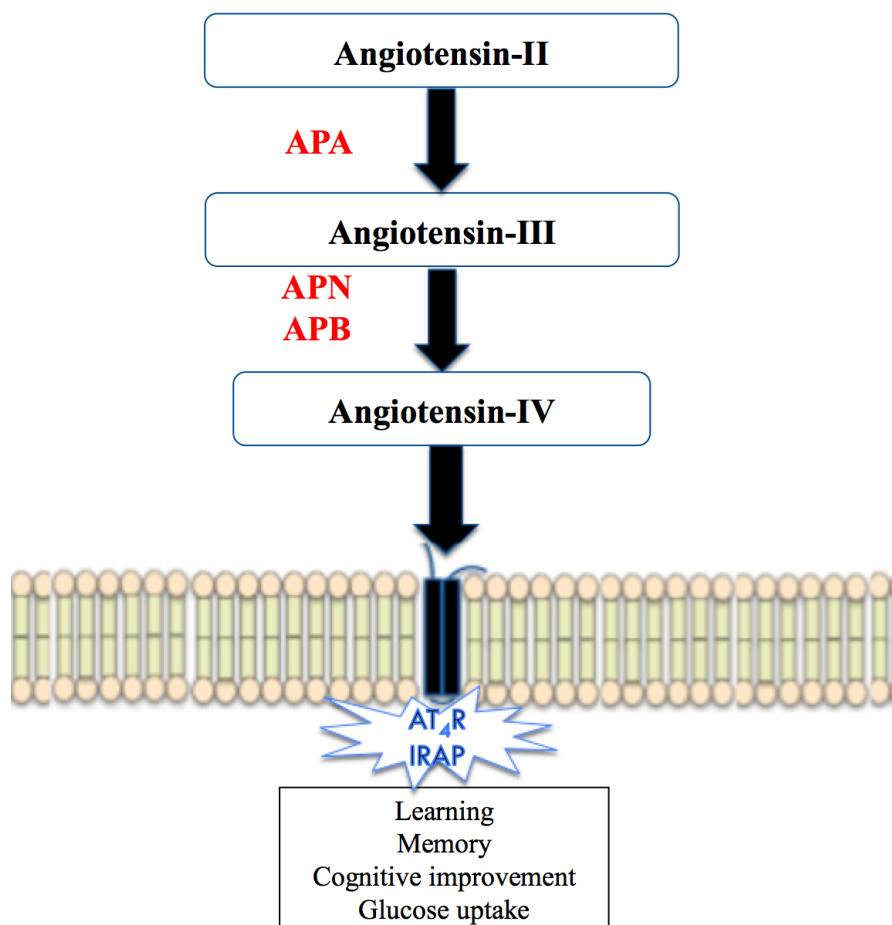 Angiotensin-II
APA
Angiotensin-III
APN
APB
Angiotensin-IV
AT4R
IRAP
Learning
Memory
Cognitive improvement
Glucose uptake